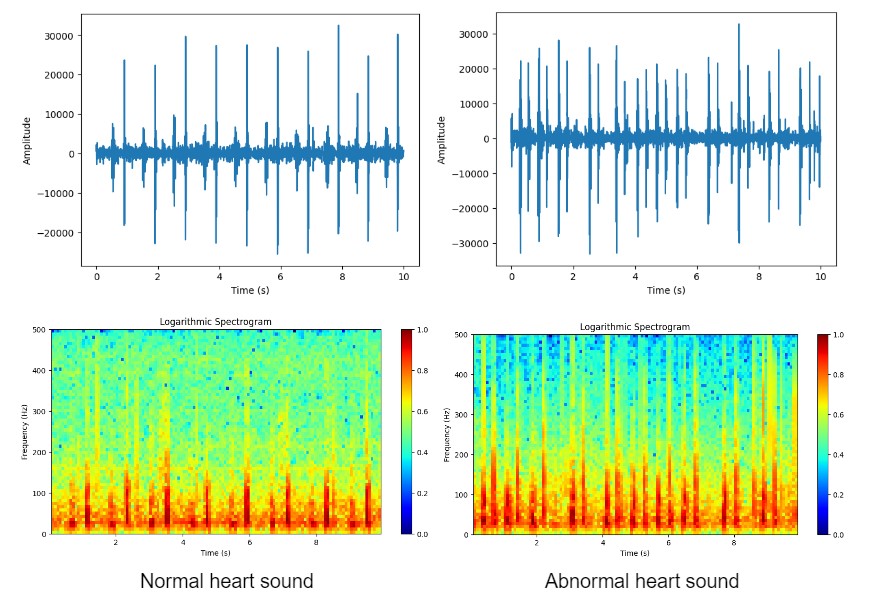 30000
20000
10000
0
−10000
−20000
Amplitude
0 2 4 6 8 10
Time (s)
30000
20000
10000
0
−10000
−20000
−30000
Amplitude
0 2 4 6 8 10
Time (s)
Logarithmic Spectrogram
500
400
300
200
100
0
Frequency (Hz)
2 4 6 8
Time (s)
1.0
0.8
0.6
0.4
0.2
0.0
Logarithmic Spectrogram
500
400
300
200
100
0
Frequency (Hz)
2 4 6 8
Time (s)
1.0
0.8
0.6
0.4
0.2
0.0
Normal heart sound
Abnormal heart sound